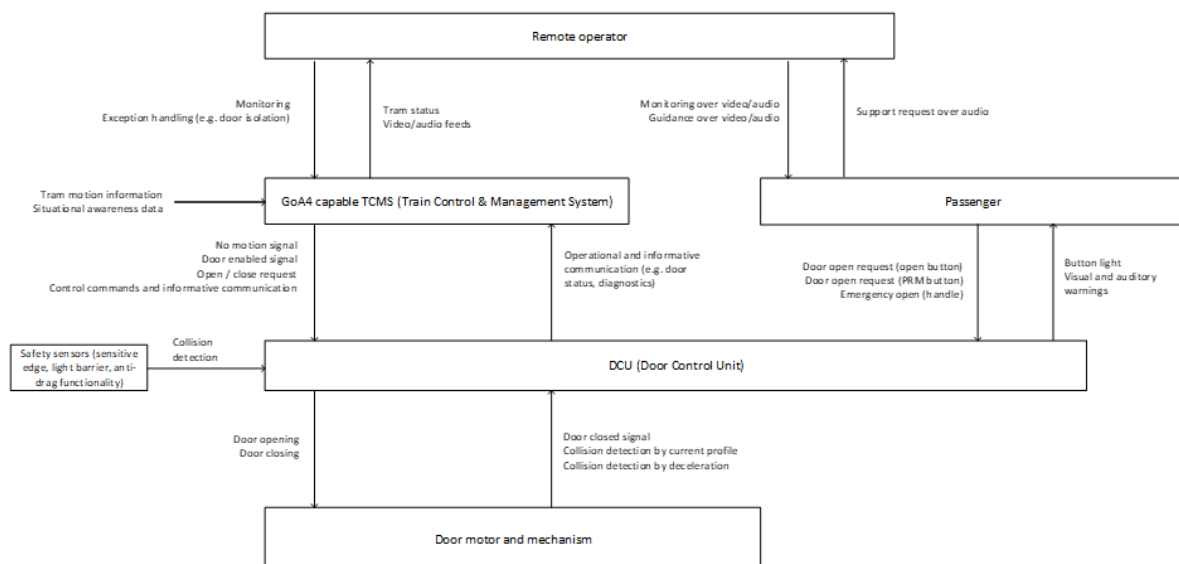 Remote operator
Monitoring
Exception handling (e.g. door isolation)
Tram status
Video/audio feeds
Monitoring over video/audio
Guidance over video/audio
Support request over audio
Tram motion information
Situational awareness data
GoA4 capable TCMS (Train Control & Management System)
Passenger
No motion signal
Door enabled signal
Open / close request
Control commands and informative communication
Operational and informative
communication (e.g. door
status, diagnostics)
Door open request (open button)
Door open request (PRM button)
Emergency open (handle)
Button light
Visual and auditory
warnings
Safety sensors (sensitive
edge, light barrier, anti-
drag functionality)
Collision
detection
DCU (Door Control Unit)
Door opening
Door closing
Door closed signal
Collision detection by current profile
Collision detection by deceleration
Door motor and mechanism